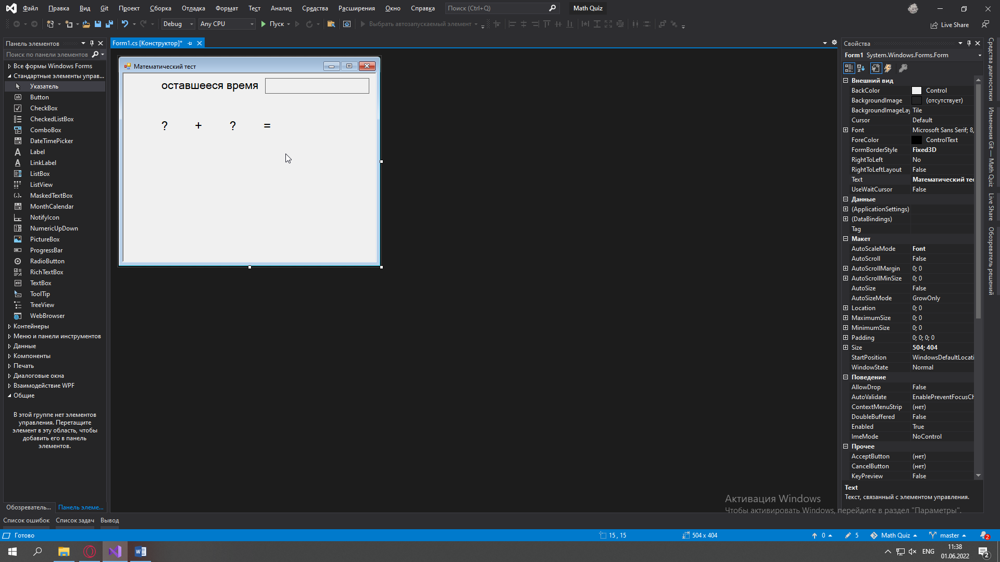 Файл Правка Вид Git Проект Сборка Отладка Формат Тест Анализ Средства Расширения Окно Справка Поиск (Ctrl+Q) Math Quiz
Debug Any CPU Пуск Выбрать автозапускаемый элемент Live Share
Панель элементов
Поиск по панели элементов
Все формы Windows Forms
Стандартные элементы управ...
Указатель
Button
CheckBox
CheckedListBox
ComboBox
DateTimePicker
Label
LinkLabel
ListBox
ListView
MaskedTextBox
MonthCalendar
NotifyIcon
NumericUpDown
PictureBox
ProgressBar
RadioButton
RichTextBox
TextBox
ToolTip
TreeView
WebBrowser
Контейнеры
Меню и панели инструментов
Данные
Компоненты
Печать
Диалоговые окна
Взаимодействие WPF
Общие
В этой группе нет элементов
управления. Перетащите
элемент в эту область, чтобы
добавить его в панель
элементов.
Обозреватель... Панель элеме...
Form1.cs [Конструктор]*
Математический тест
оставшееся время
? + ? =
Свойства
Form1 System.Windows.Forms.Form
Внешний вид
BackColor Control
BackgroundImage (отсутствует)
BackgroundImageLay Tile
Cursor Default
Font Microsoft Sans Serif; 8,
ForeColor ControlText
FormBorderStyle Fixed3D
RightToLeft No
RightToLeftLayout False
Text Математический тес
UseWaitCursor False
Данные
(ApplicationSettings)
(DataBindings)
Tag
Макет
AutoScaleMode Font
AutoScroll False
AutoScrollMargin 0; 0
AutoScrollMinSize 0; 0
AutoSize False
AutoSizeMode GrowOnly
Location 0; 0
MaximumSize 0; 0
MinimumSize 0; 0
Padding 0; 0; 0; 0
Size 504; 404
StartPosition WindowsDefaultLocati
WindowState Normal
Поведение
AllowDrop False
AutoValidate EnablePreventFocusCh
ContextMenuStrip (нет)
DoubleBuffered False
Enabled True
ImeMode NoControl
Прочее
AcceptButton (нет)
CancelButton (нет)
KeyPreview False
Text
Текст, связанный с элементом управления.
Средства диагностики
Изменения Git — Math Quiz
Live Share
Обозреватель решений
Активация Windows
Чтобы активировать Windows, перейдите в раздел "Параметры".
Список ошибок Список задач Вывод
Готово 15 , 15 504 x 404 0 5 Math Quiz master 2
ENG 11:38
01.06.2022 2